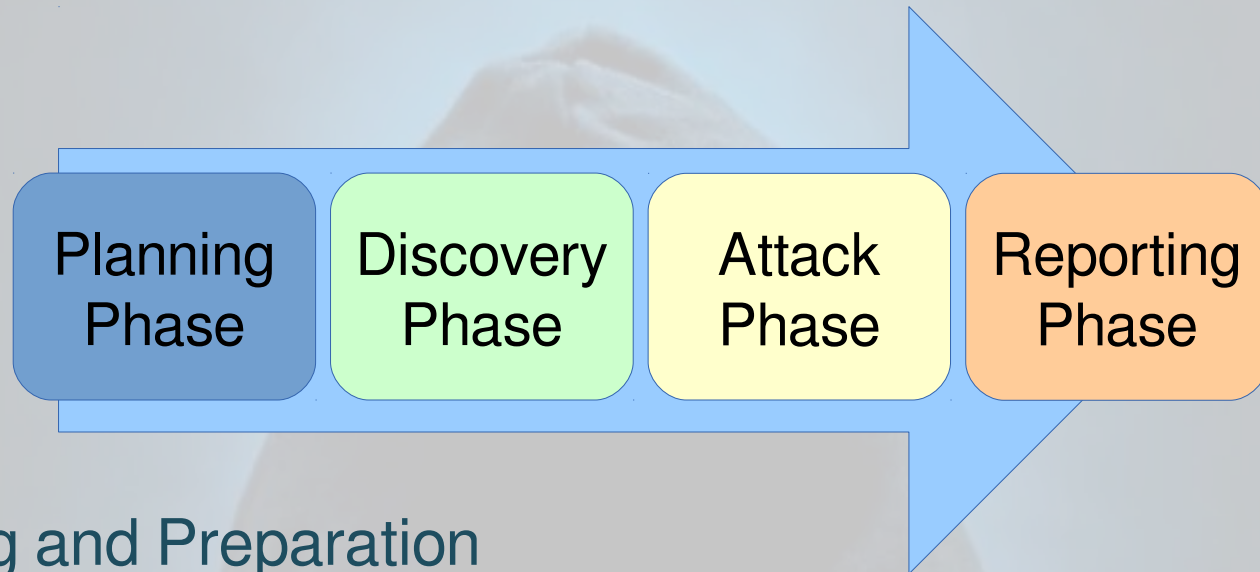 Planning
Phase
Discovery
Phase
Attack
Phase
Reporting
Phase
g and Preparation